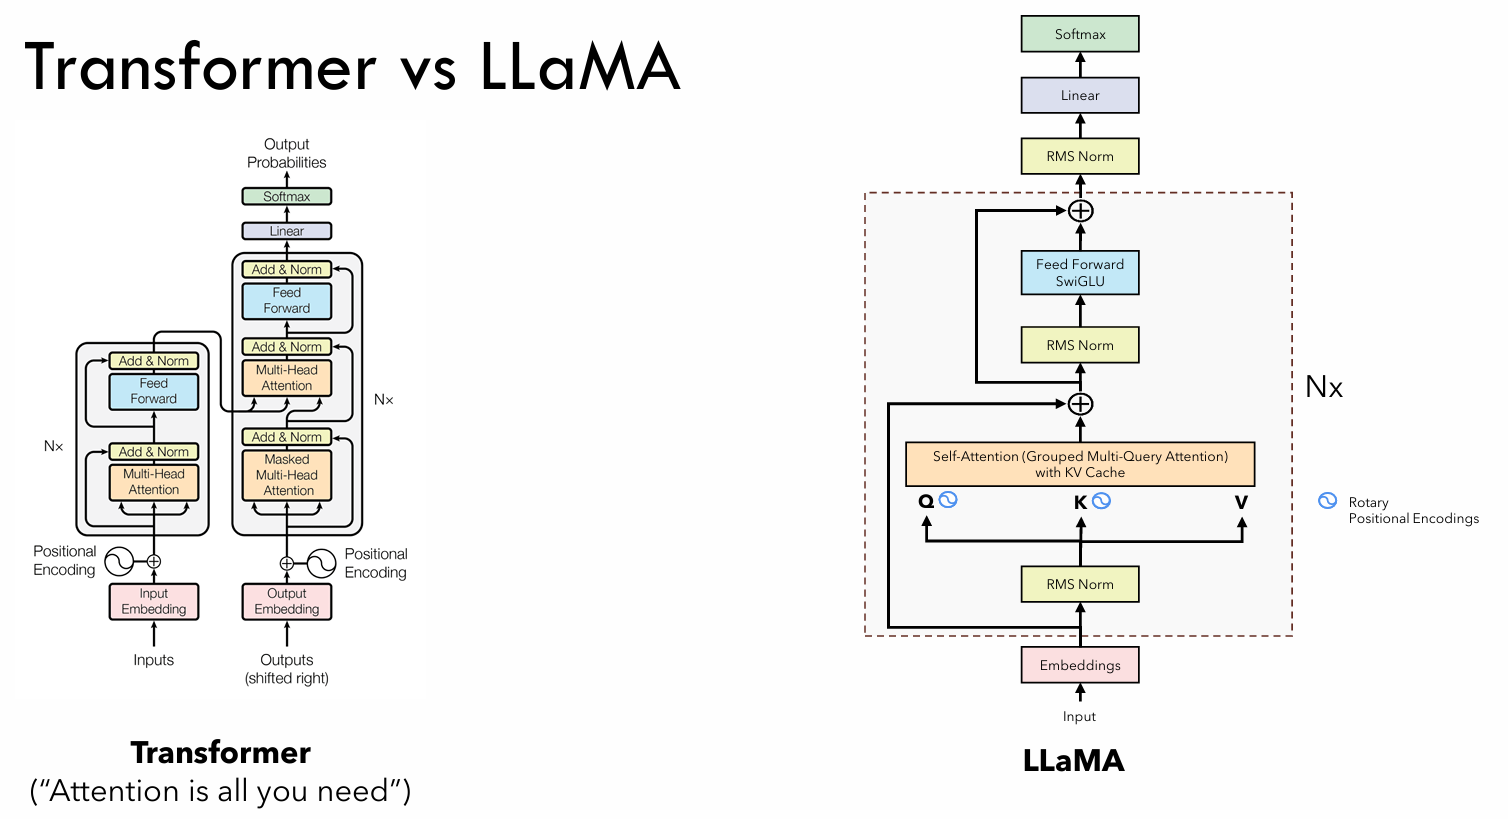 Transformer vs LLaMA
Output
Probabilities
Softmax
Linear
Add & Norm
Feed
Forward
Add & Norm
Multi-Head
Attention
Add & Norm
Masked
Multi-Head
Attention
N×
Add & Norm
Feed
Forward
Add & Norm
Multi-Head
Attention
N×
Positional
Encoding
Positional
Encoding
Input
Embedding
Output
Embedding
Inputs
Outputs
(shifted right)
Transformer
(“Attention is all you need”)
Softmax
Linear
RMS Norm
Feed Forward
SwiGLU
RMS Norm
Nx
Self-Attention (Grouped Multi-Query Attention)
with KV Cache
Q
K
V
Rotary
Positional Encodings
RMS Norm
Embeddings
Input
LLaMA